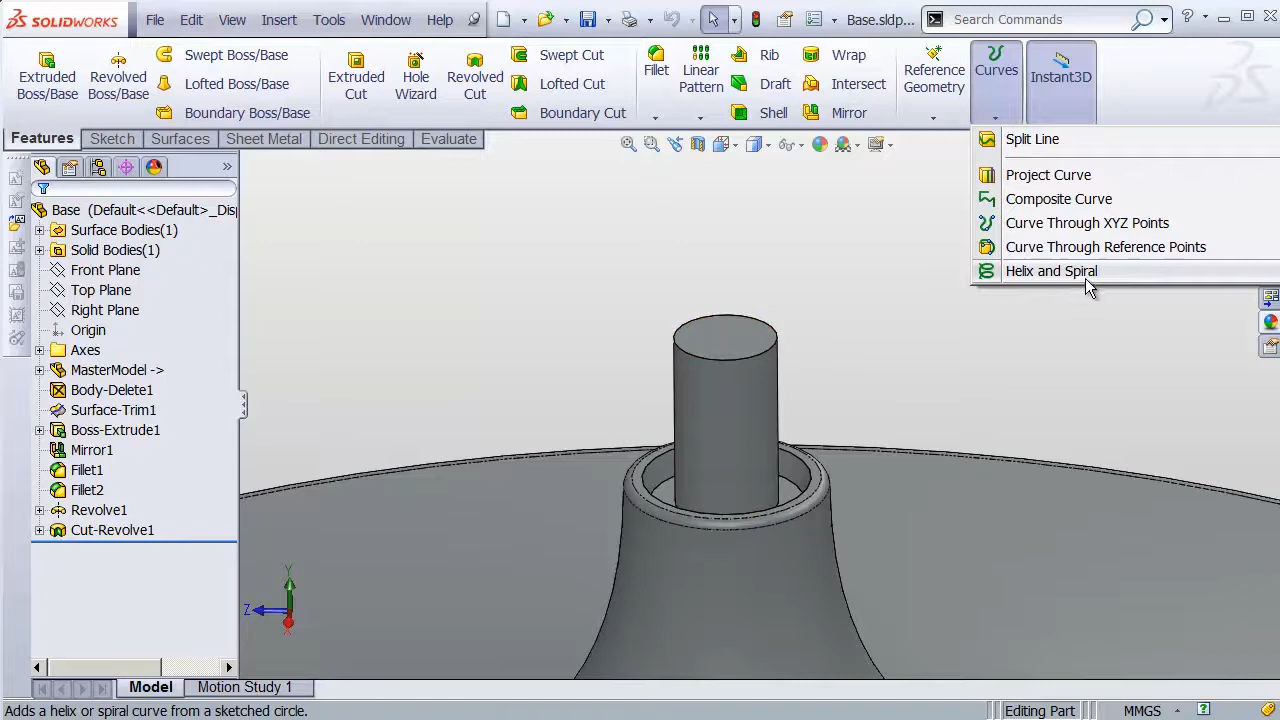 SOLIDWORKS File Edit View Insert Tools Window Help Base.sldp... Search Commands ?
Extruded Boss/Base
Revolved Boss/Base
Swept Boss/Base
Lofted Boss/Base
Boundary Boss/Base
Extruded Cut
Hole Wizard
Revolved Cut
Swept Cut
Lofted Cut
Boundary Cut
Fillet
Linear Pattern
Rib
Draft
Shell
Wrap
Intersect
Mirror
Reference Geometry
Curves
Instant3D
Features Sketch Surfaces Sheet Metal Direct Editing Evaluate
Split Line
Project Curve
Composite Curve
Curve Through XYZ Points
Curve Through Reference Points
Helix and Spiral
Base (Default<<Default>_Disp
Surface Bodies(1)
Solid Bodies(1)
Front Plane
Top Plane
Right Plane
Origin
Axes
MasterModel ->
Body-Delete1
Surface-Trim1
Boss-Extrude1
Mirror1
Fillet1
Fillet2
Revolve1
Cut-Revolve1
Y
Z
X
Model Motion Study 1
Adds a helix or spiral curve from a sketched circle. Editing Part MMGS ?